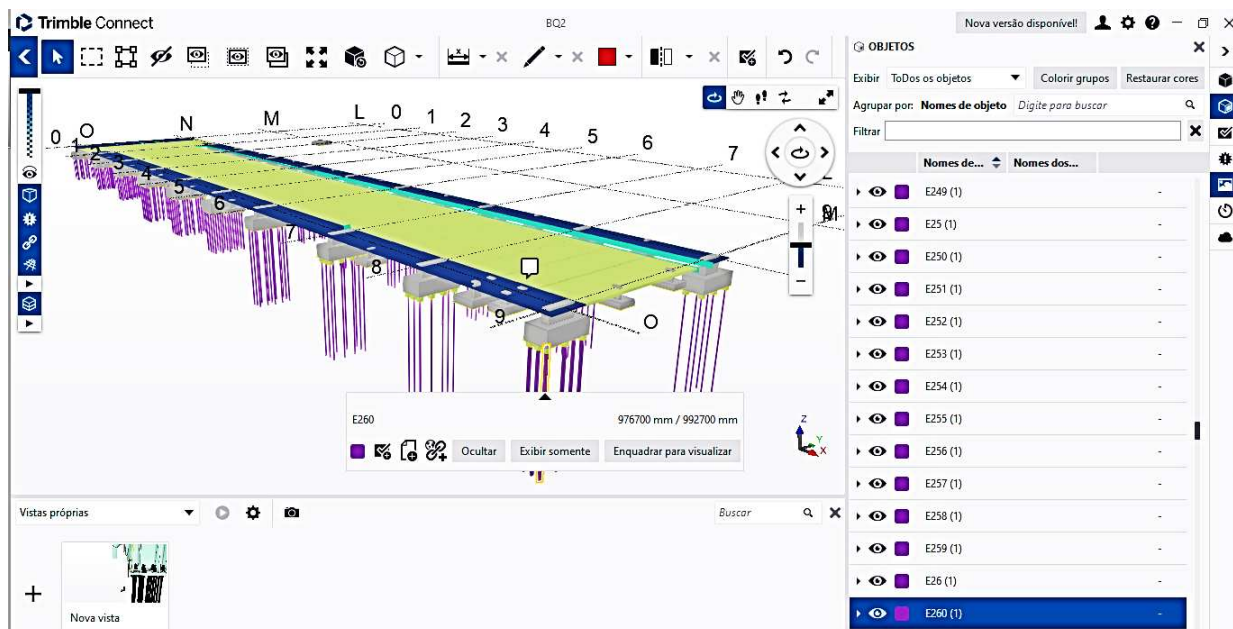 Trimble Connect
BQ2
Nova versão disponível!
OBJETOS
Exibir ToDos os objetos Colorir grupos Restaurar cores
Agrupar por: Nomes de objeto Digite para buscar
Filtrar
Nomes de... Nomes dos...
E249 (1) -
E25 (1) -
E250 (1) -
E251 (1) -
E252 (1) -
E253 (1) -
E254 (1) -
E255 (1) -
E256 (1) -
E257 (1) -
E258 (1) -
E259 (1) -
E26 (1) -
E260 (1) -
0 O N M L 0 1 2 3 4 5 6 7
1 2 3 4 5 6 7 8 9 O
M
E260 976700 mm / 992700 mm
Ocultar Exibir somente Enquadrar para visualizar
Z Y X
Vistas próprias Buscar
Nova vista